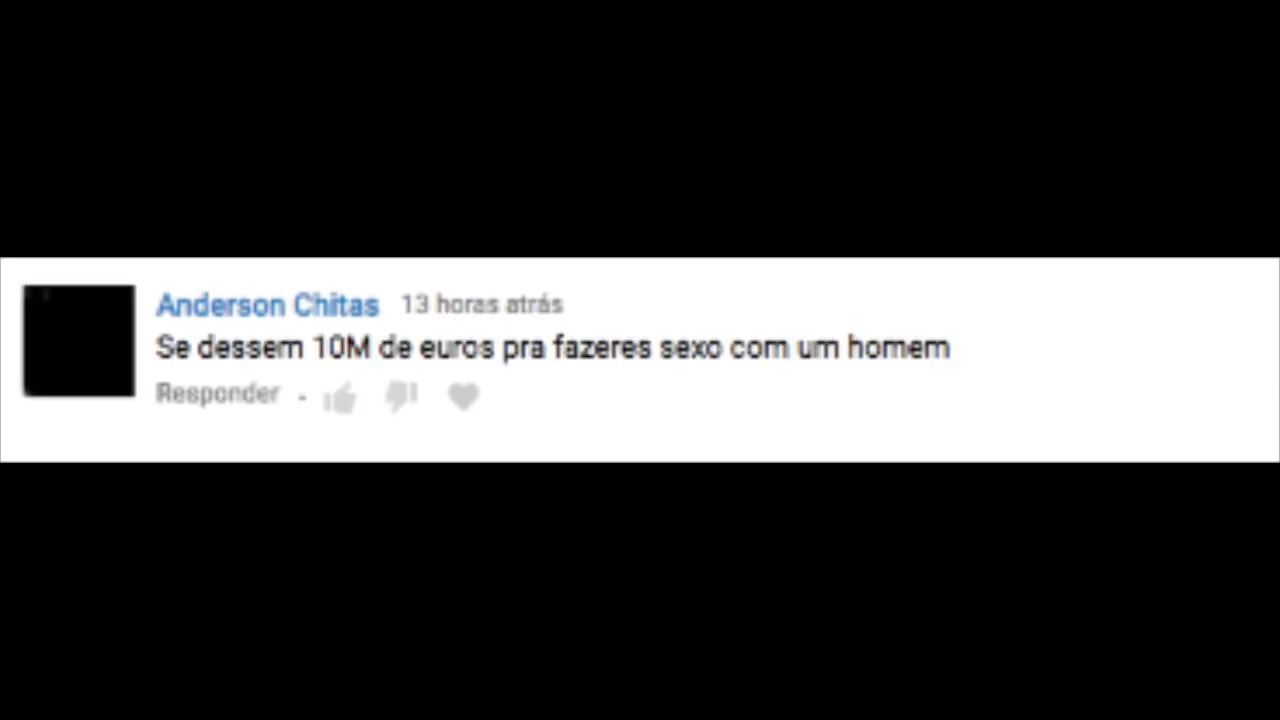 Anderson Chitas 13 horas atrás
Se dessem 10M de euros pra fazeres sexo com um homem
Responder